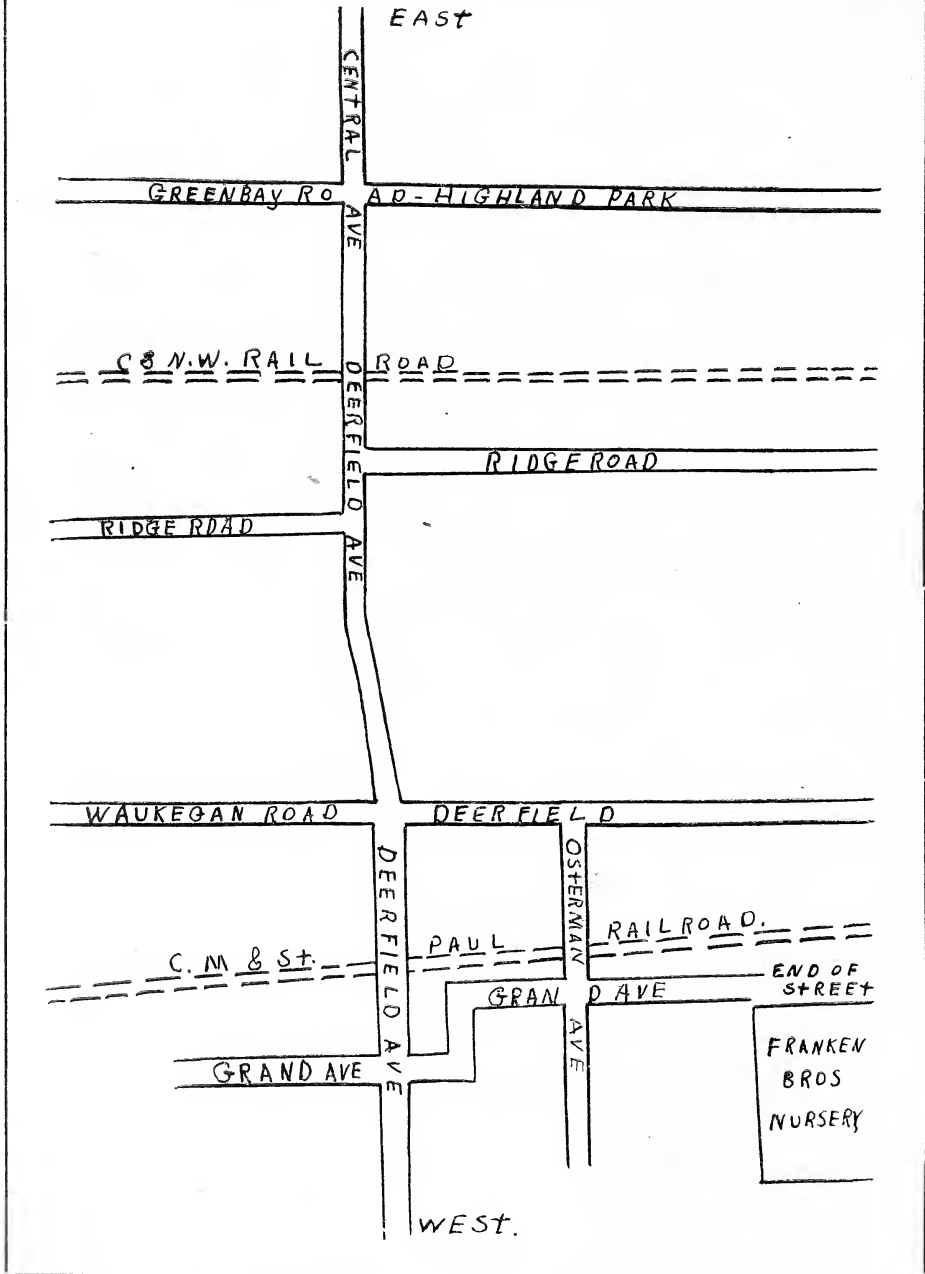 EAST
CENTRAL AVE
GREENBAY ROAD - HIGHLAND PARK
C & N.W. RAIL ROAD
DEERFIELD AVE
RIDGE ROAD
RIDGE ROAD
WAUKEGAN ROAD DEERFIELD
DEERFIELD AVE
OSTERMAN AVE
C. M & St. PAUL RAILROAD.
GRAND AVE
END OF
STREET
GRAND AVE
FRANKEN
BROS
NURSERY
WEST.